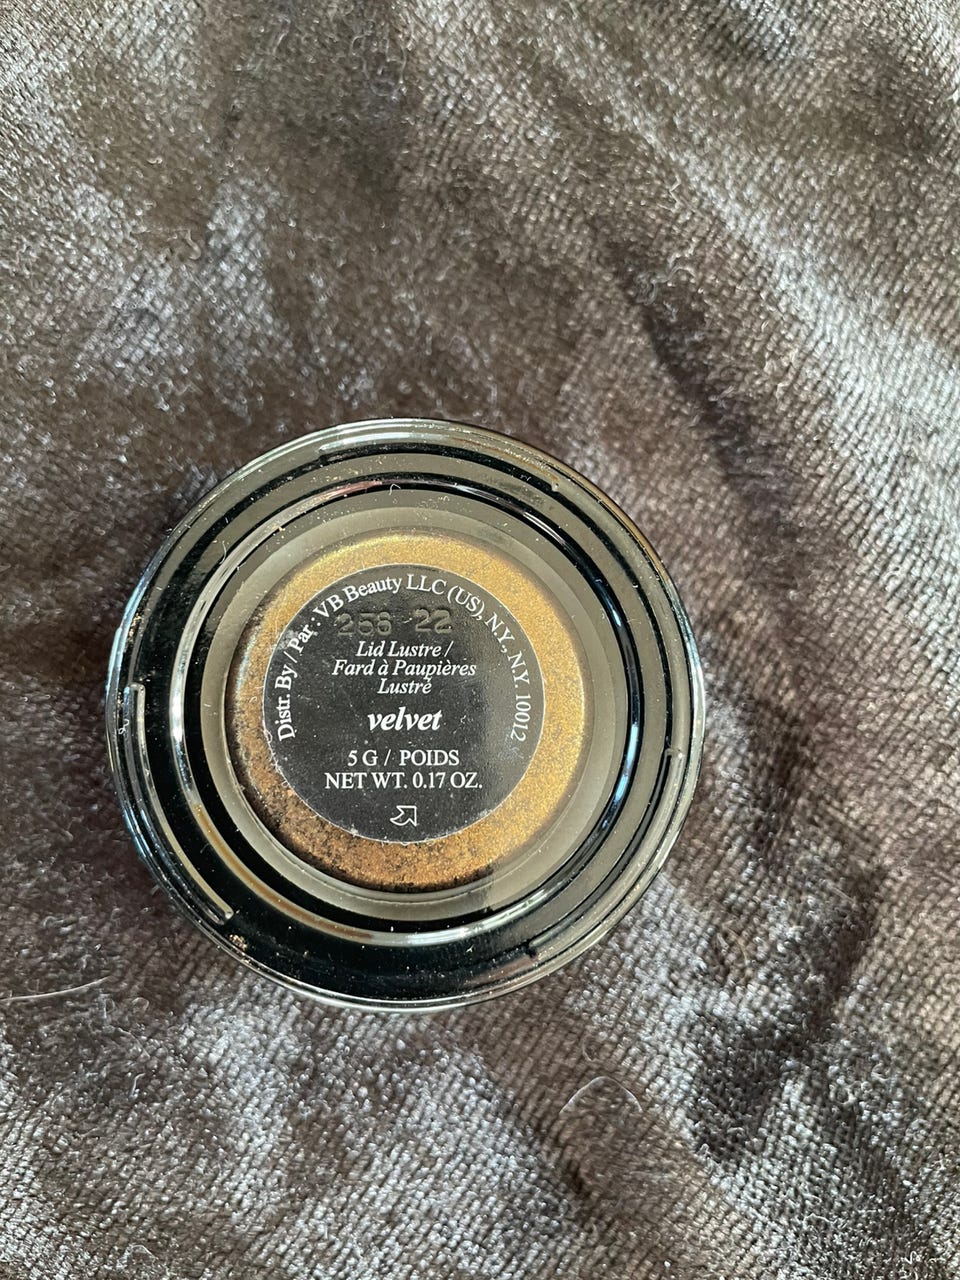 Distr. By / Par : VB Beauty LLC (US), N.Y., N.Y. 10012
256 22
Lid Lustre /
Fard à Paupières
Lustré
velvet
5 G / POIDS
NET WT. 0.17 OZ.